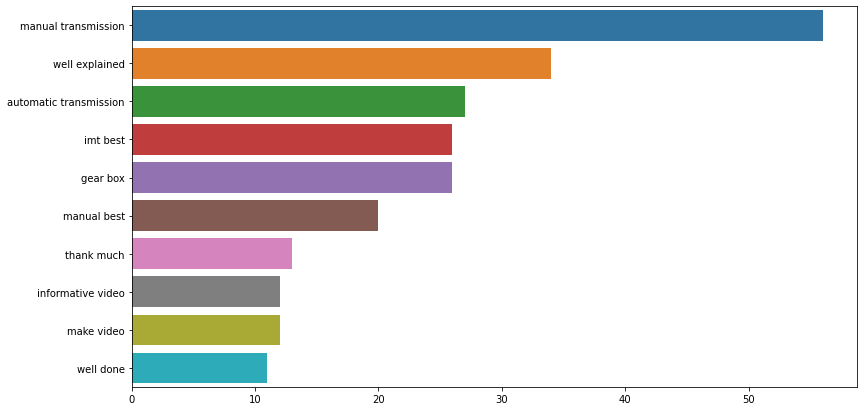 manual transmission
well explained
automatic transmission
imt best
gear box
manual best
thank much
informative video
make video
well done
0 10 20 30 40 50